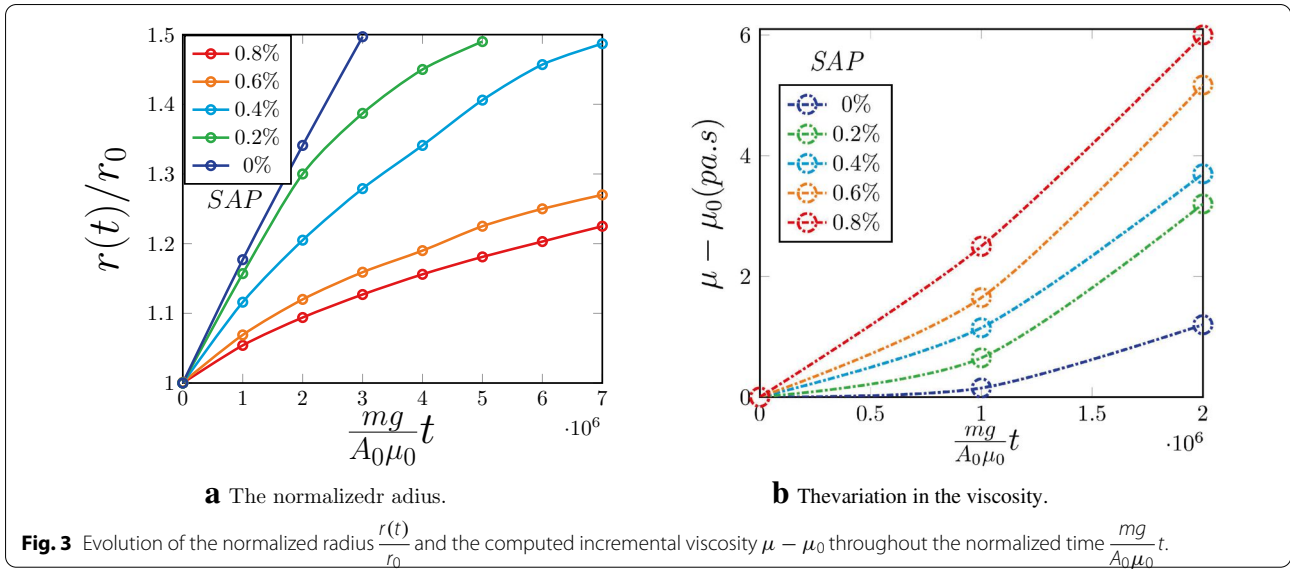 1.5
1.4
1.3
1.2
1.1
1
r(t)/r₀
0.8%
0.6%
0.4%
0.2%
0%
SAP
0 1 2 3 4 5 6 7
·10⁶
mg/A₀μ₀ t
a The normalizedr adius.
6
4
2
0
μ − μ₀(pa.s)
SAP
0%
0.2%
0.4%
0.6%
0.8%
0 0.5 1 1.5 2
·10⁶
mg/A₀μ₀ t
b Thevariation in the viscosity.
Fig. 3 Evolution of the normalized radius r(t)/r₀ and the computed incremental viscosity μ − μ₀ throughout the normalized time mg/A₀μ₀ t.